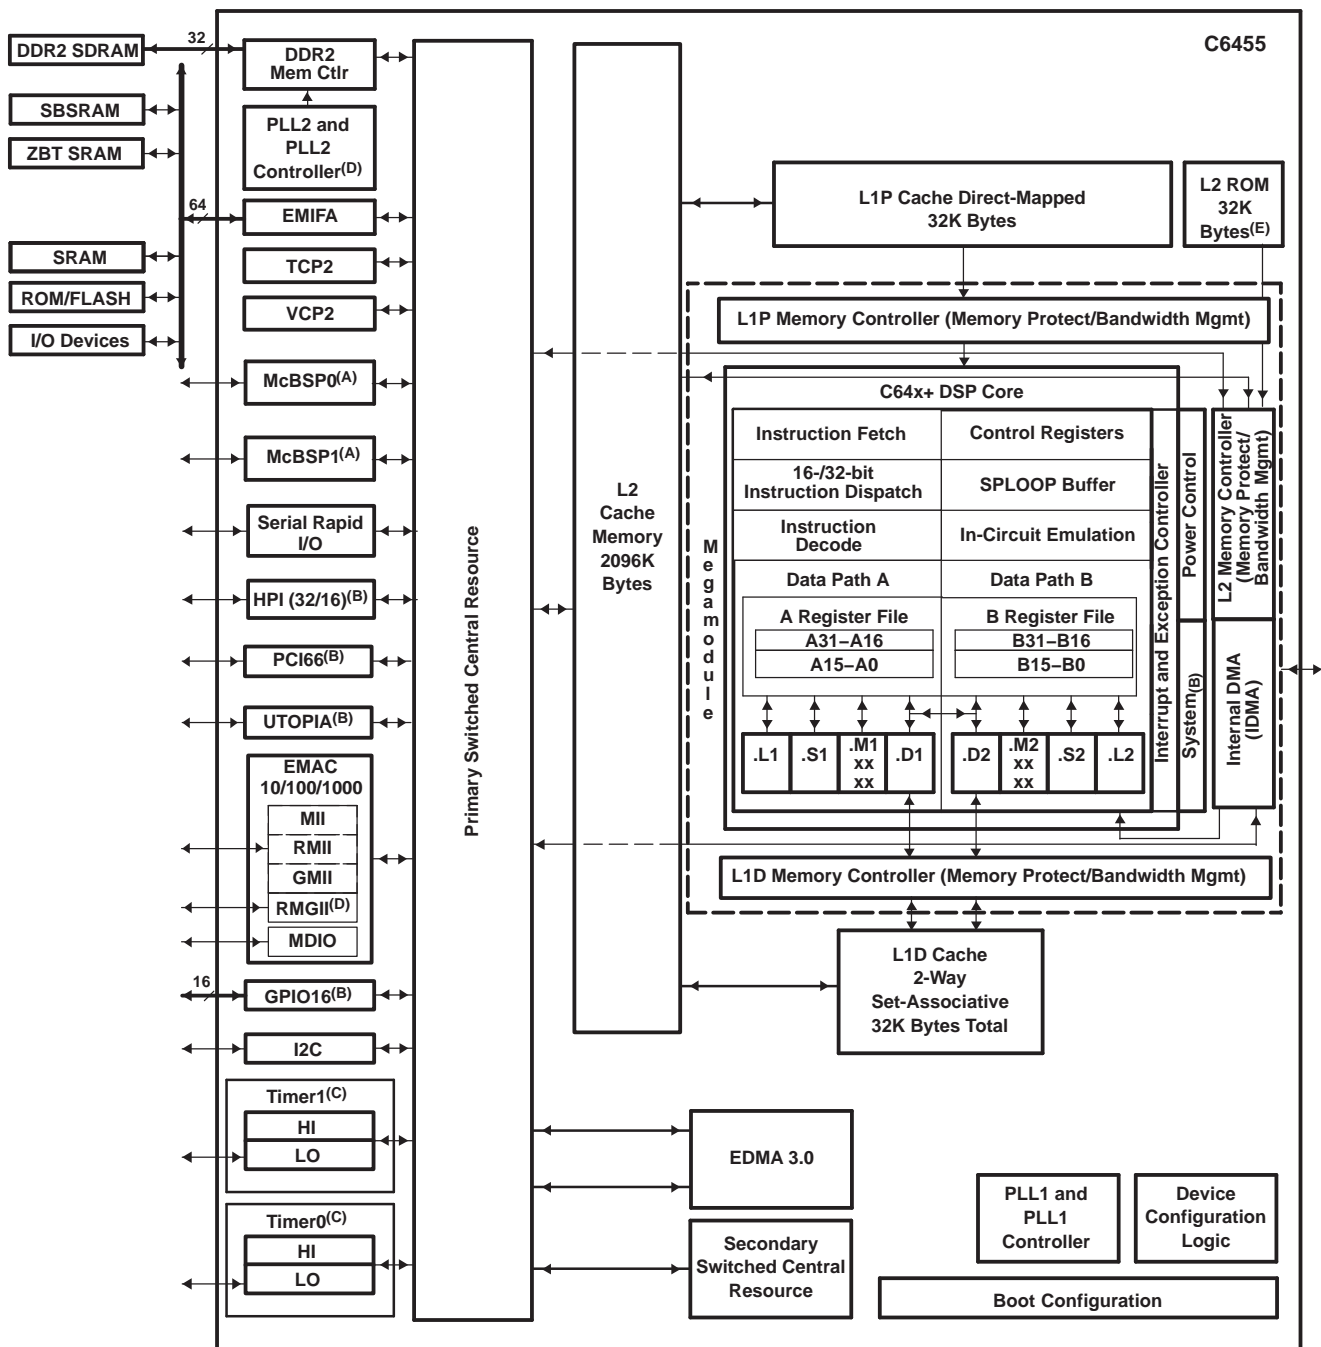 C6455
32
DDR2 SDRAM
SBSRAM
ZBT SRAM
64
SRAM
ROM/FLASH
I/O Devices
DDR2
Mem Ctlr
PLL2 and
PLL2
Controller(D)
EMIFA
TCP2
VCP2
McBSP0(A)
McBSP1(A)
Serial Rapid
I/O
HPI (32/16)(B)
PCI66(B)
UTOPIA(B)
EMAC
10/100/1000
MII
RMII
GMII
RMGII(D)
MDIO
16
GPIO16(B)
I2C
Timer1(C)
HI
LO
Timer0(C)
HI
LO
Primary Switched Central Resource
L2
Cache
Memory
2096K
Bytes
L1P Cache Direct-Mapped
32K Bytes
L2 ROM
32K
Bytes(E)
L1P Memory Controller (Memory Protect/Bandwidth Mgmt)
Megamodule
C64x+ DSP Core
Instruction Fetch
Control Registers
16-/32-bit
Instruction Dispatch
SPLOOP Buffer
Instruction
Decode
In-Circuit Emulation
Data Path A
Data Path B
A Register File
A31–A16
A15–A0
B Register File
B31–B16
B15–B0
.L1
.S1
.M1
xx
xx
.D1
.D2
.M2
xx
xx
.S2
.L2
Interrupt and Exception Controller
Power Control
System(B)
L2 Memory Controller
(Memory Protect/
Bandwidth Mgmt)
Internal DMA
(IDMA)
L1D Memory Controller (Memory Protect/Bandwidth Mgmt)
L1D Cache
2-Way
Set-Associative
32K Bytes Total
EDMA 3.0
Secondary
Switched Central
Resource
PLL1 and
PLL1
Controller
Device
Configuration
Logic
Boot Configuration